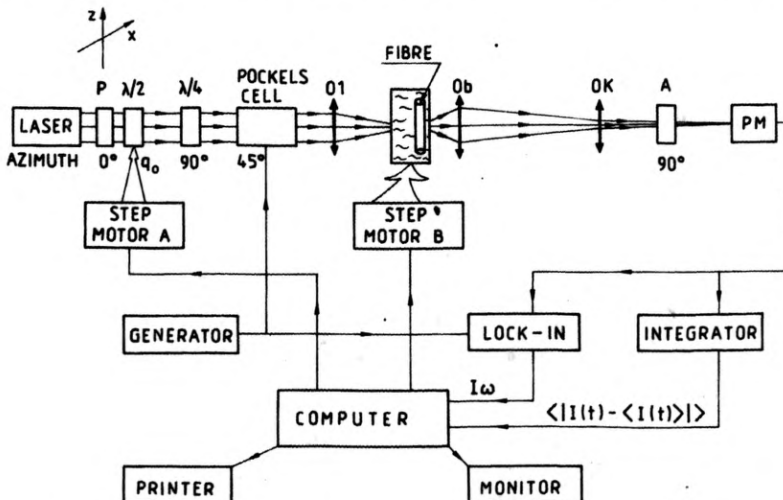 z
x
P λ/2 λ/4 POCKELS CELL O1 FIBRE Ob OK A
LASER
PM
AZIMUTH 0° q₀ 90° 45° 90°
STEP MOTOR A
STEP MOTOR B
GENERATOR
LOCK-IN
INTEGRATOR
Iω
<|I(t)-<I(t)>|>
COMPUTER
PRINTER
MONITOR